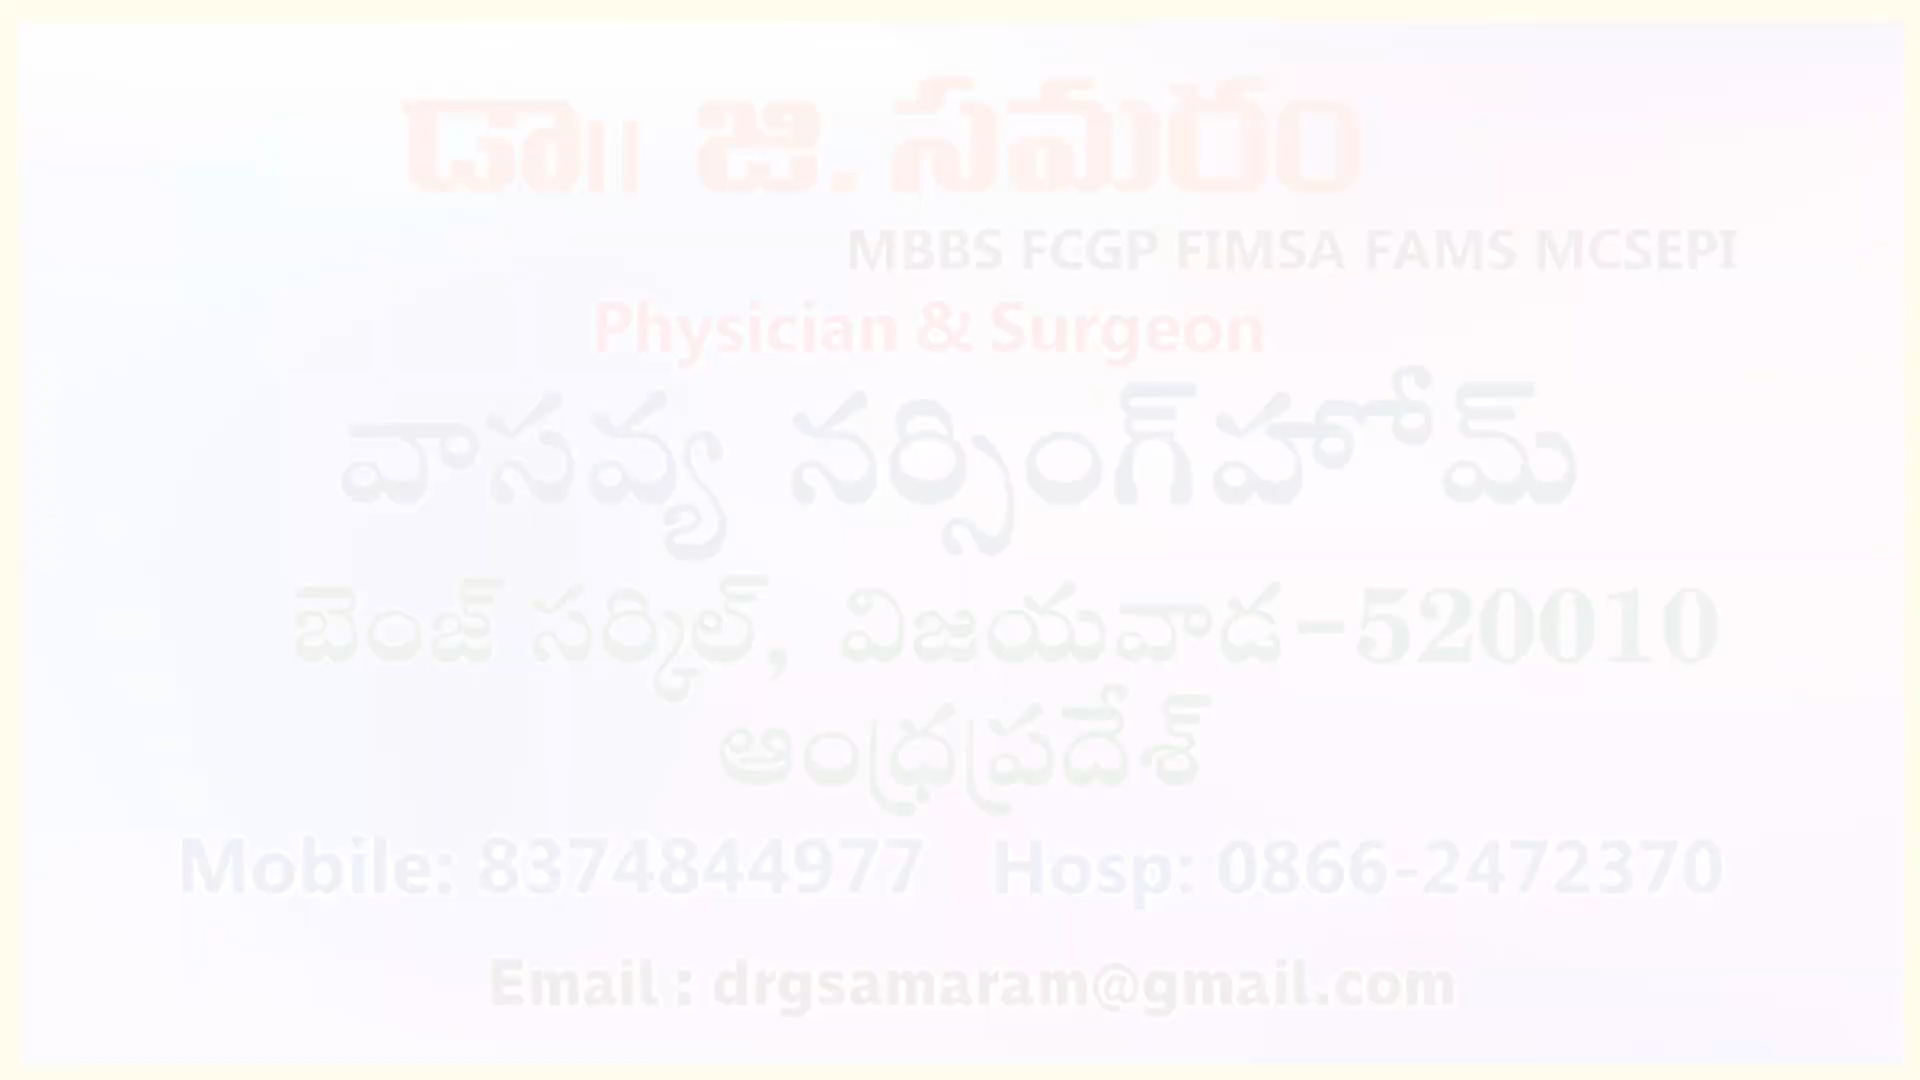 డా|| జి. సమరం
MBBS FCGP FIMSA FAMS MCSEPI
Physician & Surgeon
వాసవ్య నర్సింగ్‌హోమ్
బెంజ్ సర్కిల్, విజయవాడ-520010
ఆంధ్రప్రదేశ్
Mobile: 8374844977 Hosp: 0866-2472370
Email : drgsamaram@gmail.com